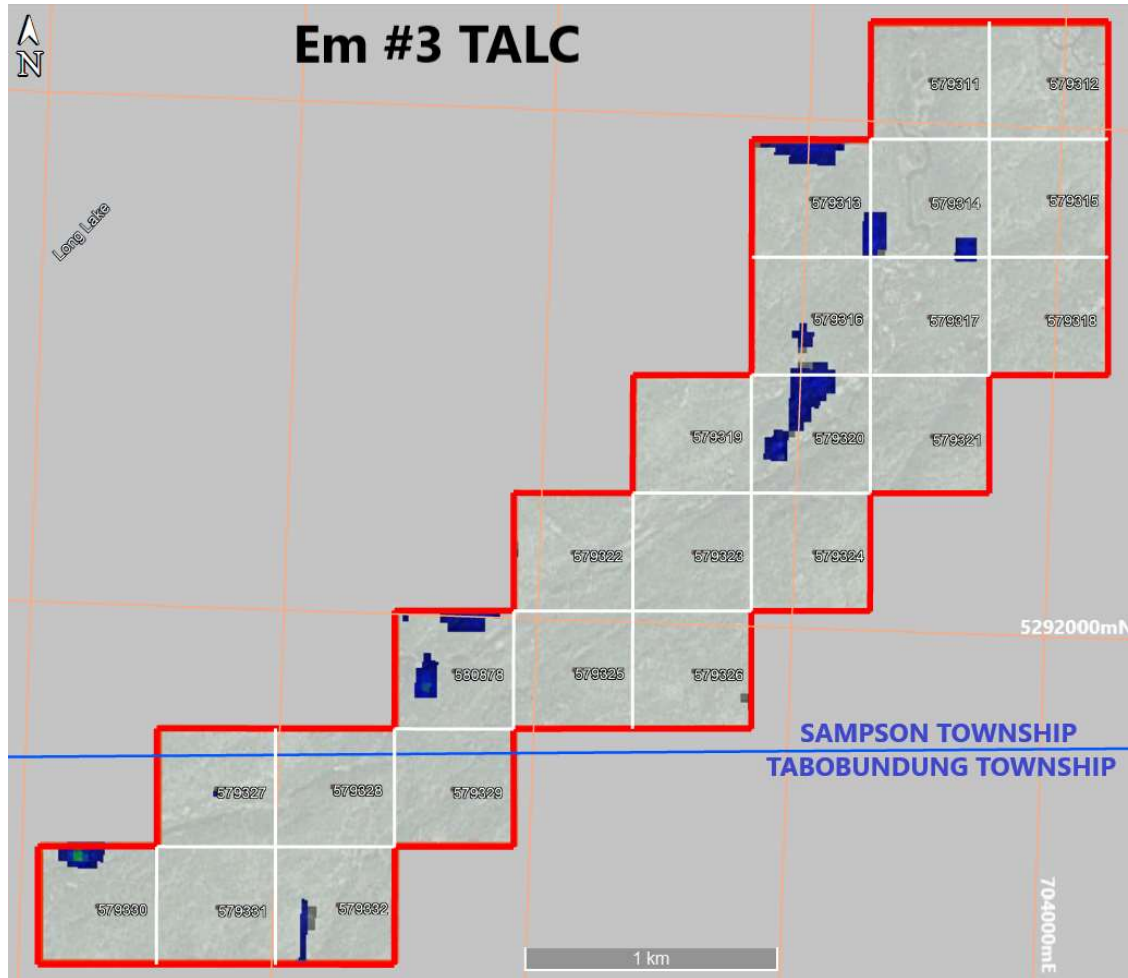 Em #3 TALC
N
579311
579312
Long Lake
579313
579314
579315
579316
579317
579318
579319
579320
579321
579322
579323
579324
5292000mN
580878
579325
579326
SAMPSON TOWNSHIP
TABOBUNDUNG TOWNSHIP
579327
579328
579329
579330
579331
579332
704000mE
1 km